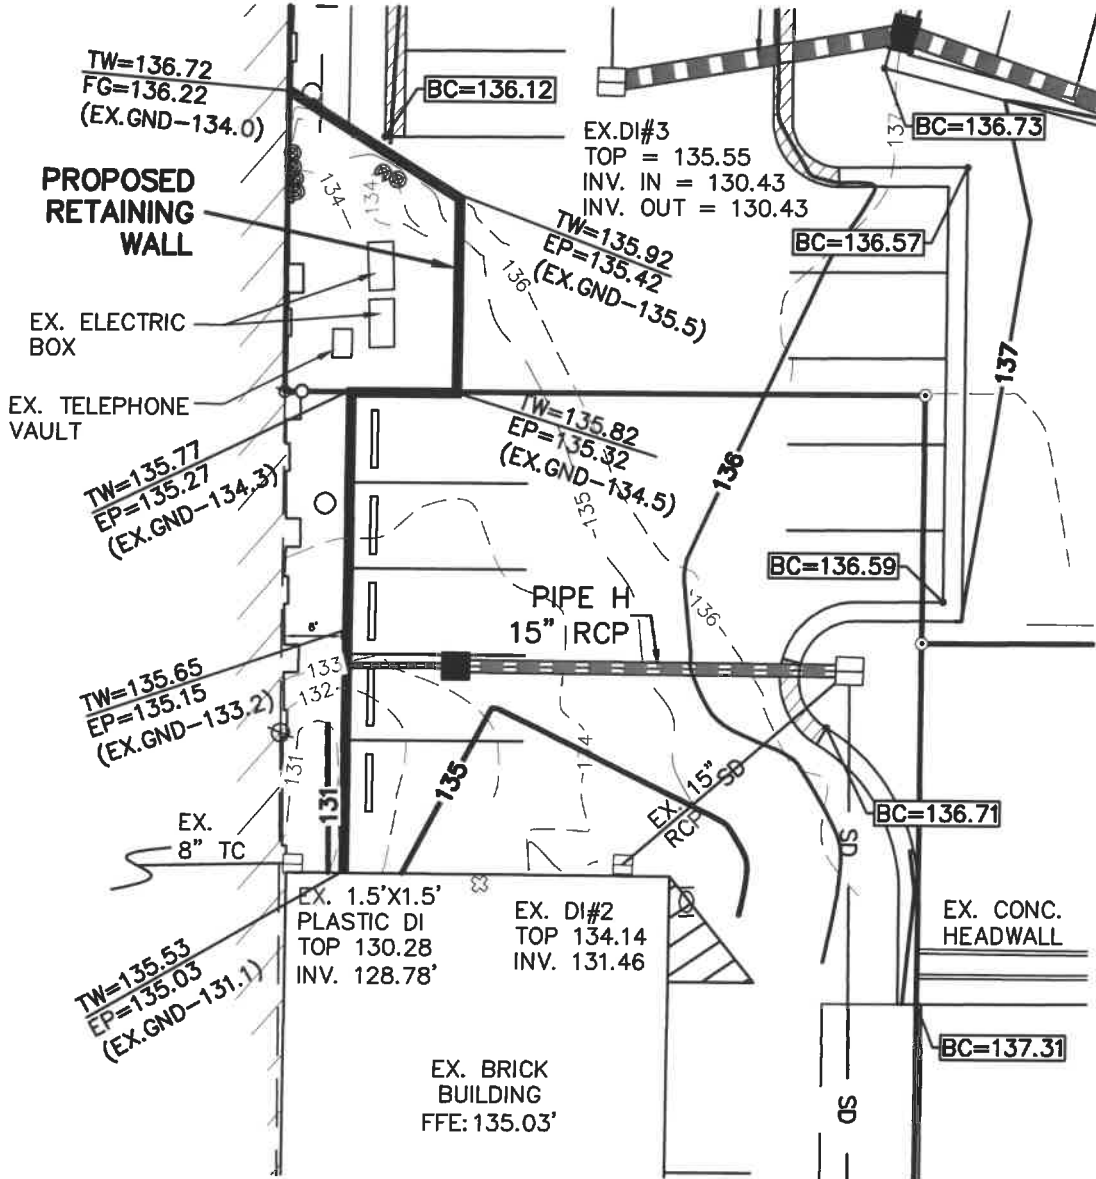 TW=136.72
FG=136.22
(EX.GND-134.0)
BC=136.12
EX.DI#3
TOP = 135.55
INV. IN = 130.43
INV. OUT = 130.43
137
BC=136.73
PROPOSED
RETAINING
WALL
134
134
TW=135.92
EP=135.42
(EX.GND-135.5)
136
BC=136.57
EX. ELECTRIC
BOX
137
EX. TELEPHONE
VAULT
TW=135.77
EP=135.27
(EX.GND-134.3)
TW=135.82
EP=135.32
(EX.GND-134.5)
135
136
BC=136.59
PIPE H
15" RCP
136
TW=135.65
EP=135.15
(EX.GND-133.2)
133
132
131
131
135
134
EX. 15" SD
RCP
BC=136.71
SD
EX.
8" TC
EX. 1.5'X1.5'
PLASTIC DI
TOP 130.28
INV. 128.78'
EX. DI#2
TOP 134.14
INV. 131.46
EX. CONC.
HEADWALL
TW=135.53
EP=135.03
(EX.GND-131.1)
BC=137.31
EX. BRICK
BUILDING
FFE: 135.03'
SD